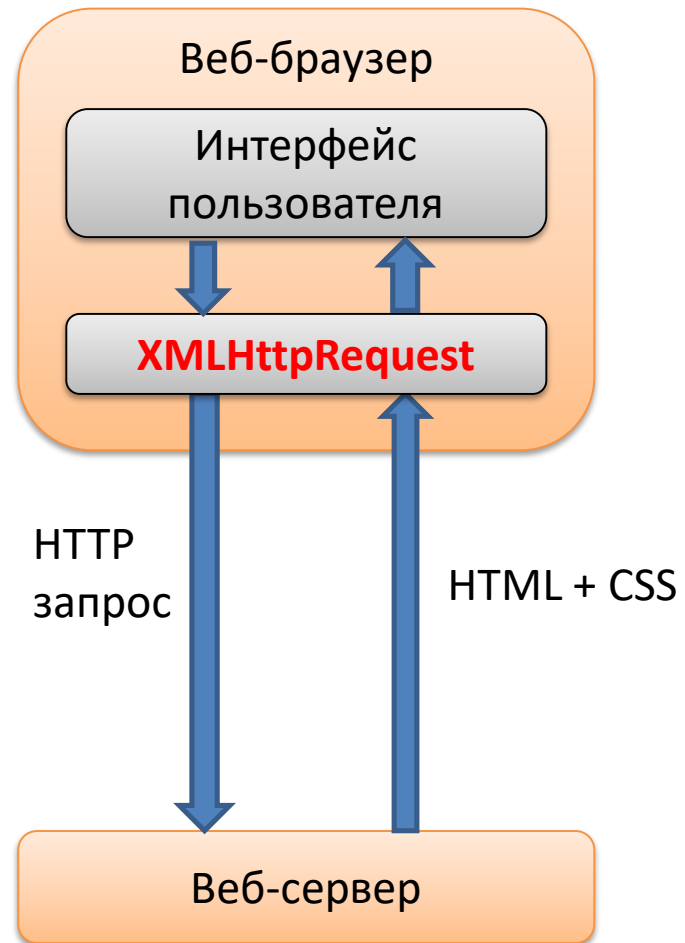 Веб-браузер
Интерфейс
пользователя
XMLHttpRequest
HTTP
запрос
HTML + CSS
Веб-сервер